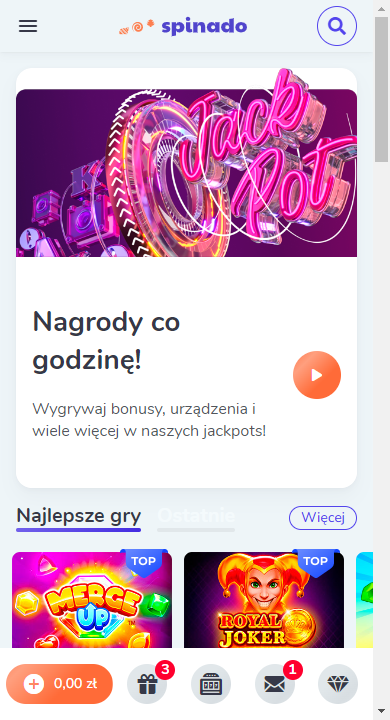 spinado
Jack
Pot
Nagrody co
godzinę!
Wygrywaj bonusy, urządzenia i
wiele więcej w naszych jackpots!
Najlepsze gry
Ostatnie
Więcej
TOP
TOP
MERGE
UP
TM
ROYAL
JOKER
0,00 zł
3
1